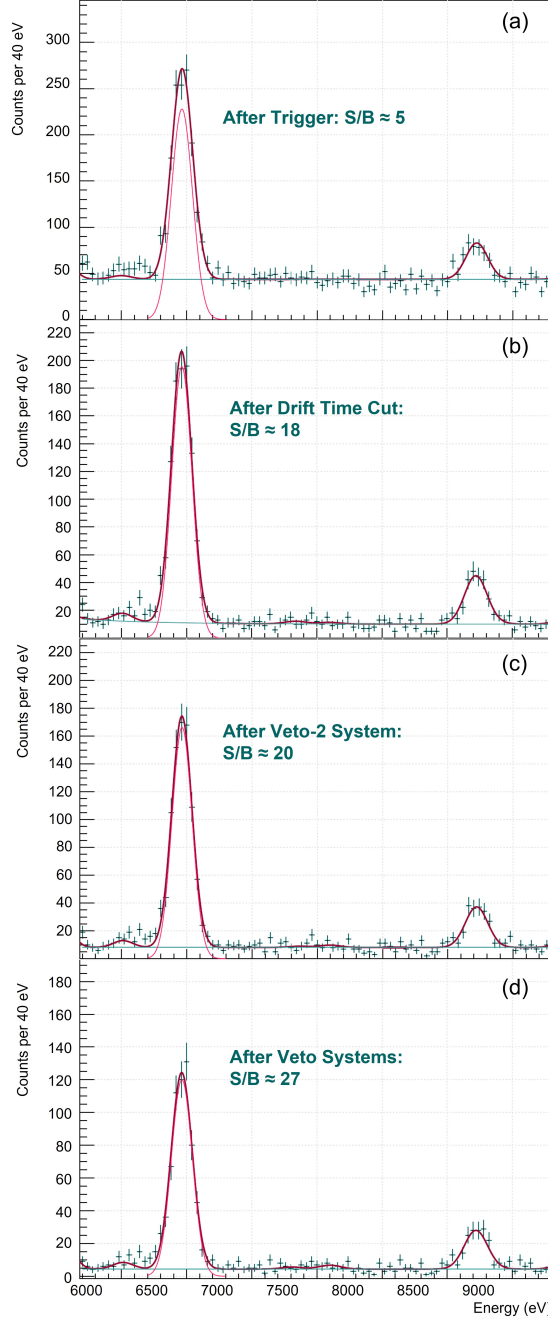 (a)
Counts per 40 eV
300
After Trigger: S/B ≈ 5
250
200
150
100
50
0
(b)
220
Counts per 40 eV
200
180
After Drift Time Cut:
S/B ≈ 18
160
140
120
100
80
60
40
20
(c)
220
Counts per 40 eV
200
180
After Veto-2 System:
S/B ≈ 20
160
140
120
100
80
60
40
20
(d)
Counts per 40 eV
180
160
After Veto Systems:
S/B ≈ 27
140
120
100
80
60
40
20
0
6000 6500 7000 7500 8000 8500 9000
Energy (eV)